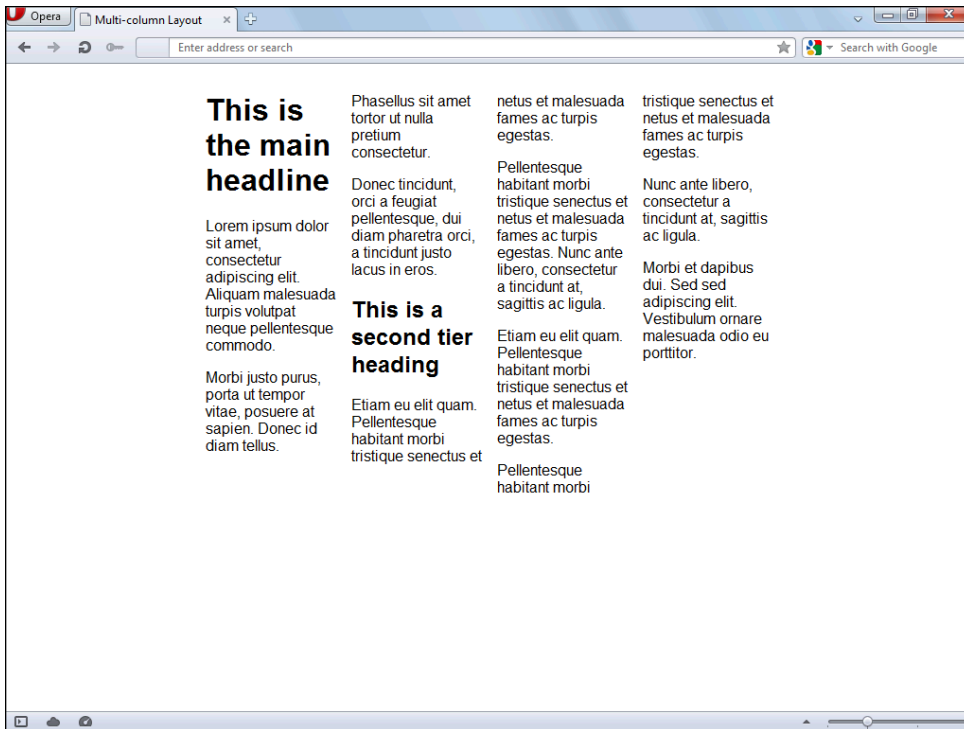 Opera
Multi-column Layout
Enter address or search
Search with Google
This is
the main
headline
Lorem ipsum dolor
sit amet,
consectetur
adipiscing elit.
Aliquam malesuada
turpis volutpat
neque pellentesque
commodo.
Morbi justo purus,
porta ut tempor
vitae, posuere at
sapien. Donec id
diam tellus.
Phasellus sit amet
tortor ut nulla
pretium
consectetur.
Donec tincidunt,
orci a feugiat
pellentesque, dui
diam pharetra orci,
a tincidunt justo
lacus in eros.
This is a
second tier
heading
Etiam eu elit quam.
Pellentesque
habitant morbi
tristique senectus et
netus et malesuada
fames ac turpis
egestas.
Pellentesque
habitant morbi
tristique senectus et
netus et malesuada
fames ac turpis
egestas. Nunc ante
libero, consectetur
a tincidunt at,
sagittis ac ligula.
Etiam eu elit quam.
Pellentesque
habitant morbi
tristique senectus et
netus et malesuada
fames ac turpis
egestas.
Pellentesque
habitant morbi
tristique senectus et
netus et malesuada
fames ac turpis
egestas.
Nunc ante libero,
consectetur a
tincidunt at, sagittis
ac ligula.
Morbi et dapibus
dui. Sed sed
adipiscing elit.
Vestibulum ornare
malesuada odio eu
porttitor.